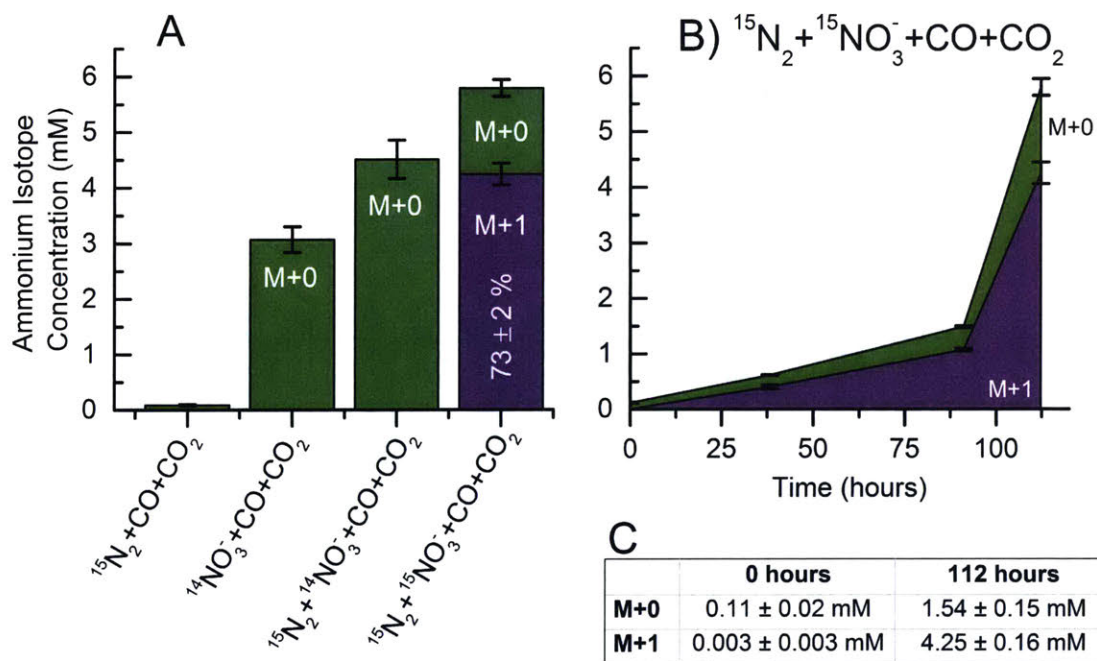 A
Ammonium Isotope
Concentration (mM)
6
5
4
3
2
1
0
M+0
M+0
M+0
M+1
73 ± 2 %
¹⁵N₂+CO+CO₂
¹⁴NO₃⁻+CO+CO₂
¹⁵N₂+¹⁴NO₃⁻+CO+CO₂
¹⁵N₂+¹⁵NO₃⁻+CO+CO₂
B) ¹⁵N₂+¹⁵NO₃⁻+CO+CO₂
6
5
4
3
2
1
0
M+0
M+1
0 25 50 75 100
Time (hours)
C
0 hours 112 hours
M+0 0.11 ± 0.02 mM 1.54 ± 0.15 mM
M+1 0.003 ± 0.003 mM 4.25 ± 0.16 mM